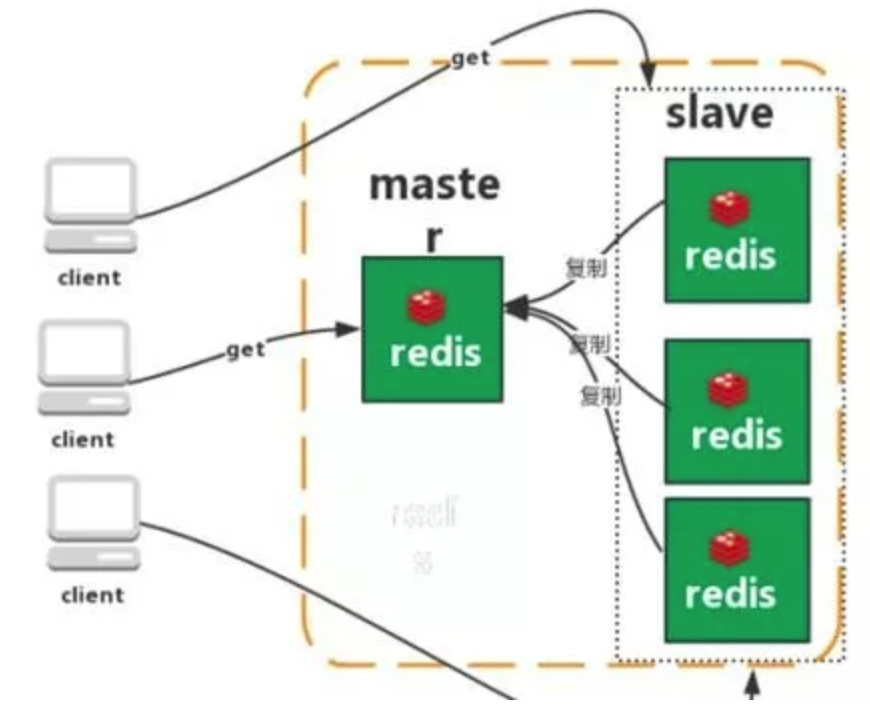 get
slave
maste
r
redis
client
复制
redis
get
复制
redis
client
复制
redis
client